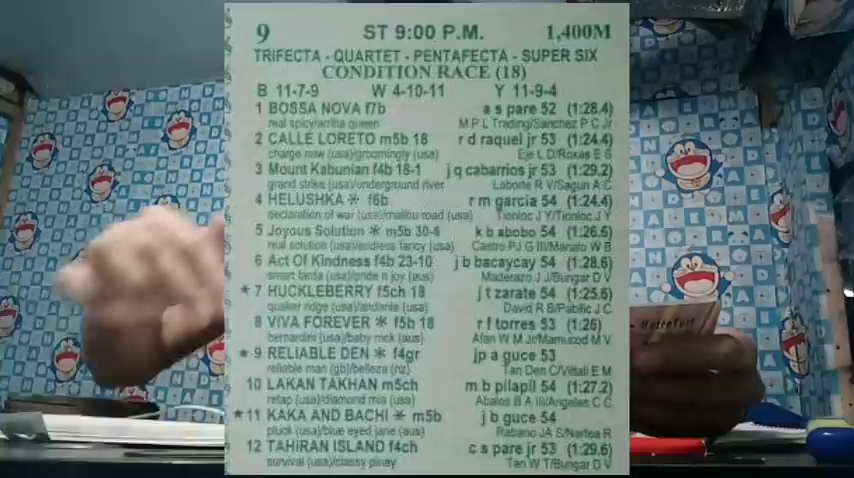 9 ST 9:00 P.M. 1,400M
TRIFECTA - QUARTET - PENTAFECTA - SUPER SIX
CONDITION RACE (18)
B 11-7-9 W 4-10-11 Y 11-9-4
1 BOSSA NOVA f7b a s pare 52 (1:28.4)
real spicy/arriba queen M P L Trading/Sanchez P C Jr
2 CALLE LORETO m5b 18 r d raquel jr 53 (1:24.4)
charge now (usa)/groomingly (usa) Eje L D/Roxas E S
3 Mount Kabunian f4b 18-1 j q cabarrios jr 53 (1:29.2)
grand strike (usa)/underground river Laborte R V/Sagun A C
4 HELUSHKA ✳ f6b r m garcia 54 (1:24.4)
declaration of war (usa)/malibu road (usa) Tionloc J Y/Tionloc J Y
5 Joyous Solution ✳ m5b 30-6 k b abobo 54 (1:26.6)
real solution (usa)/endless fancy (usa) Castro PJ G III/Manalo W B
6 Act Of Kindness f4b 23-10 j b bacaycay 54 (1:28.6)
smart tarda (usa)/pride n joy (aus) Maderazo J J/Bungar D V
★ 7 HUCKLEBERRY f5ch 18 j t zarate 54 (1:25.6)
quaker ridge (usa)/andante (usa) David R B/Pabilic J C
8 VIVA FOREVER ✳ f5b 18 r f torres 53 (1:26)
bernardini (usa)/baby rock (aus) Afan W M Jr/Mamucod M V
★ 9 RELIABLE DEN ✳ f4gr jp a guce 53
reliable man (gb)/belleza (nz) Tan Den C/Vitali E M
10 LAKAN TAKHAN m5ch m b pilapil 54 (1:27.2)
retap (usa)/diamond mia (usa) Abalos B A III/Angeles C C
★ 11 KAKA AND BACHI ✳ m5b j b guce 54
pluck (usa)/blue eyed jane (aus) Rabano JA S/Nartea R
12 TAHIRAN ISLAND f4ch c s pare jr 53 (1:29.6)
survival (usa)/classy pinay Tan W T/Bungar D V